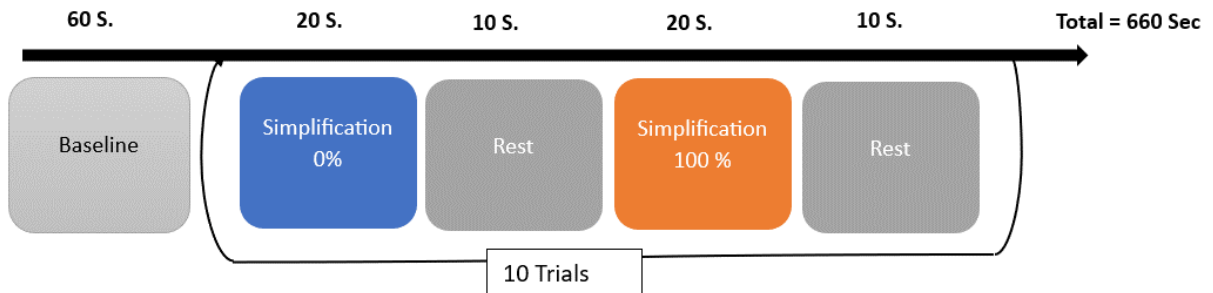 60 S.
20 S.
10 S.
20 S.
10 S.
Total = 660 Sec
Baseline
Simplification
0%
Rest
Simplification
100 %
Rest
10 Trials